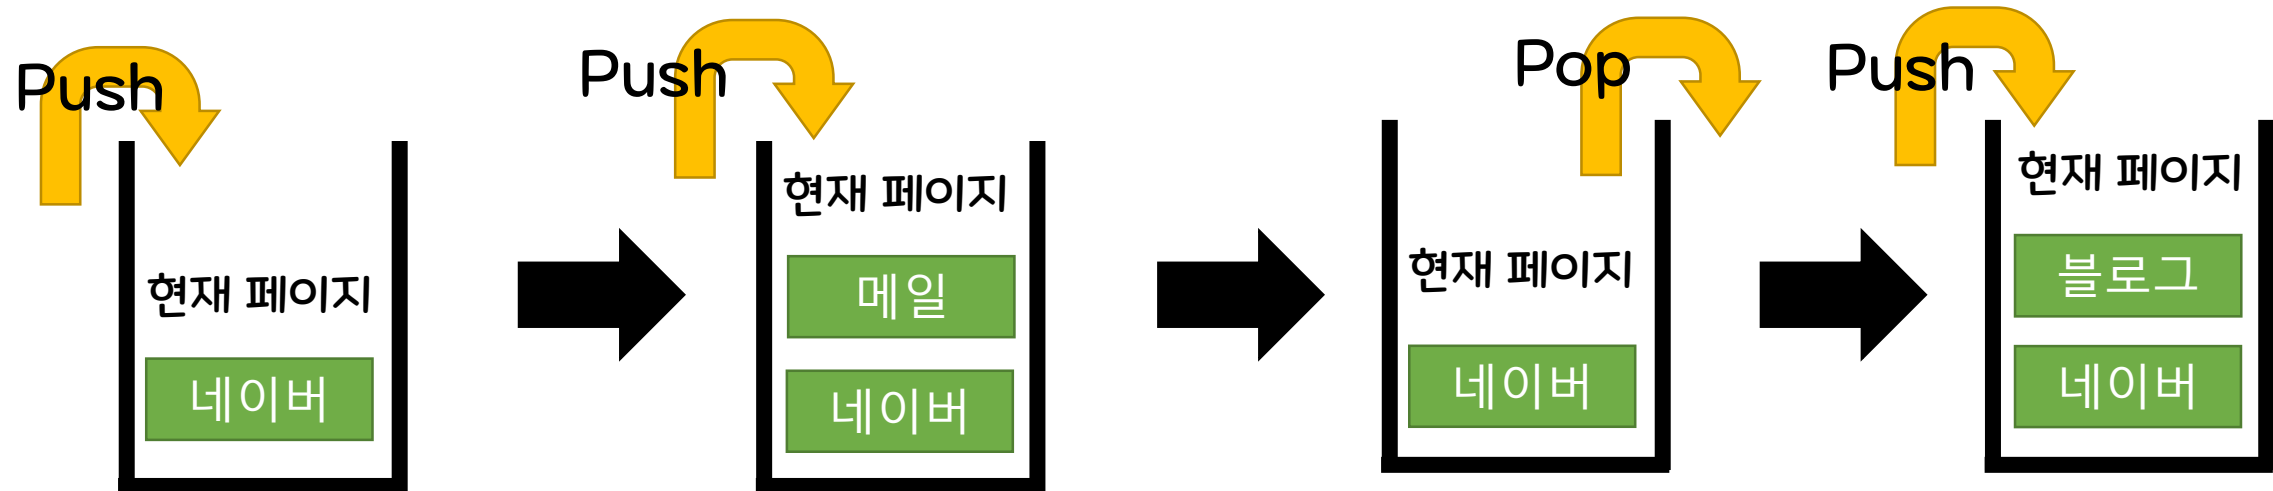 Push
현재 페이지
네이버
Push
현재 페이지
메일
네이버
Pop
현재 페이지
네이버
Push
현재 페이지
블로그
네이버